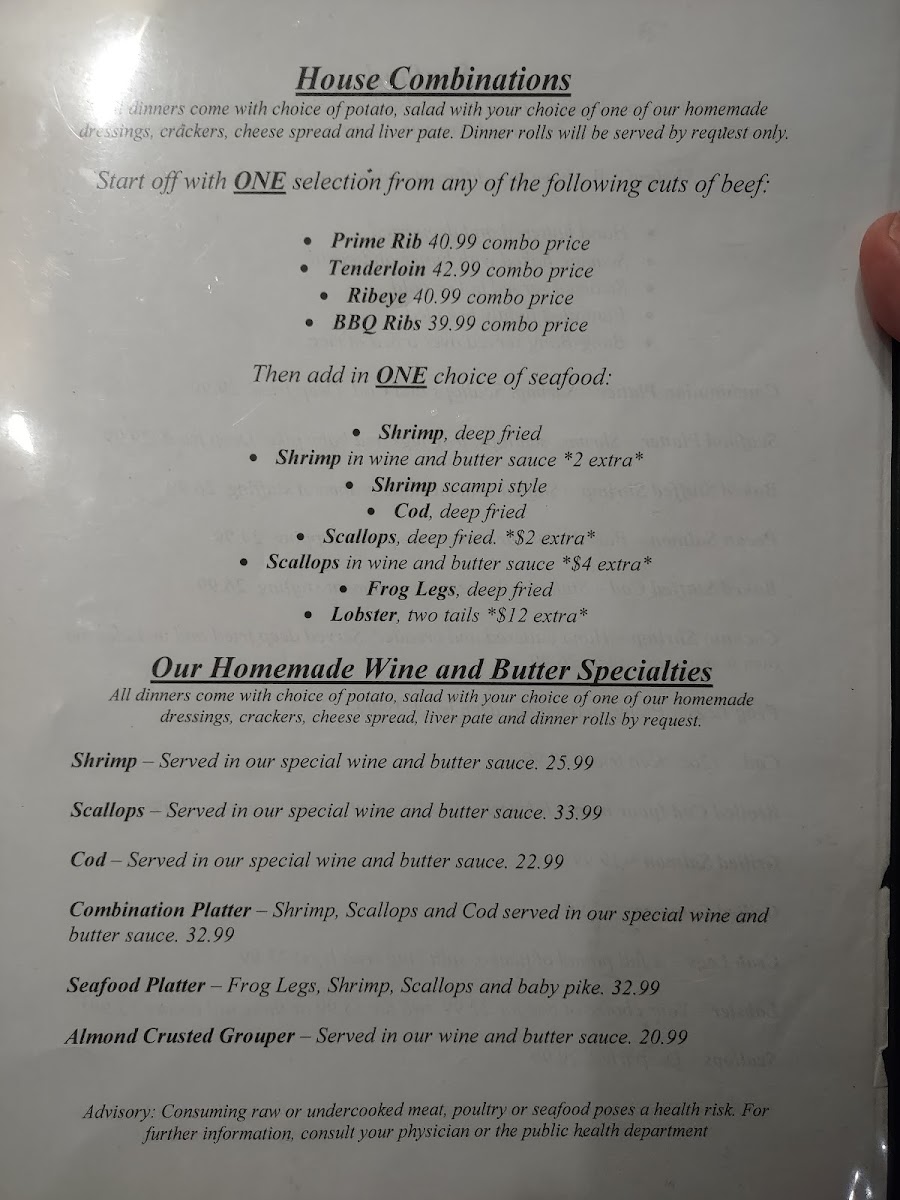 House Combinations
dinners come with choice of potato, salad with your choice of one of our homemade
dressings, crackers, cheese spread and liver pate. Dinner rolls will be served by request only.
Start off with ONE selection from any of the following cuts of beef:
• Prime Rib 40.99 combo price
• Tenderloin 42.99 combo price
• Ribeye 40.99 combo price
• BBQ Ribs 39.99 combo price
Then add in ONE choice of seafood:
• Shrimp, deep fried
• Shrimp in wine and butter sauce *2 extra*
• Shrimp scampi style
• Cod, deep fried
• Scallops, deep fried. *$2 extra*
• Scallops in wine and butter sauce *$4 extra*
• Frog Legs, deep fried
• Lobster, two tails *$12 extra*
Our Homemade Wine and Butter Specialties
All dinners come with choice of potato, salad with your choice of one of our homemade
dressings, crackers, cheese spread, liver pate and dinner rolls by request.
Shrimp – Served in our special wine and butter sauce. 25.99
Scallops – Served in our special wine and butter sauce. 33.99
Cod – Served in our special wine and butter sauce. 22.99
Combination Platter – Shrimp, Scallops and Cod served in our special wine and
butter sauce. 32.99
Seafood Platter – Frog Legs, Shrimp, Scallops and baby pike. 32.99
Almond Crusted Grouper – Served in our wine and butter sauce. 20.99
Advisory: Consuming raw or undercooked meat, poultry or seafood poses a health risk. For
further information, consult your physician or the public health department